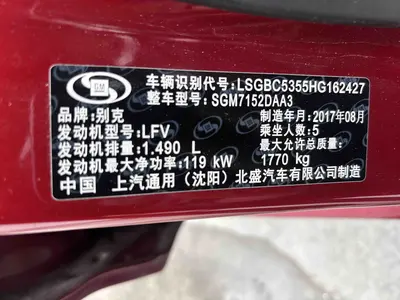 GM
车辆识别代号: LSGBC5355HG162427
整车型号: SGM7152DAA3
品牌: 别克 制造年月: 2017年08月
发动机型号: LFV 乘坐人数: 5
发动机排量: 1.490 L 最大允许总质量:
发动机最大净功率: 119 kW 1770 kg
中国 上汽通用（沈阳）北盛汽车有限公司制造